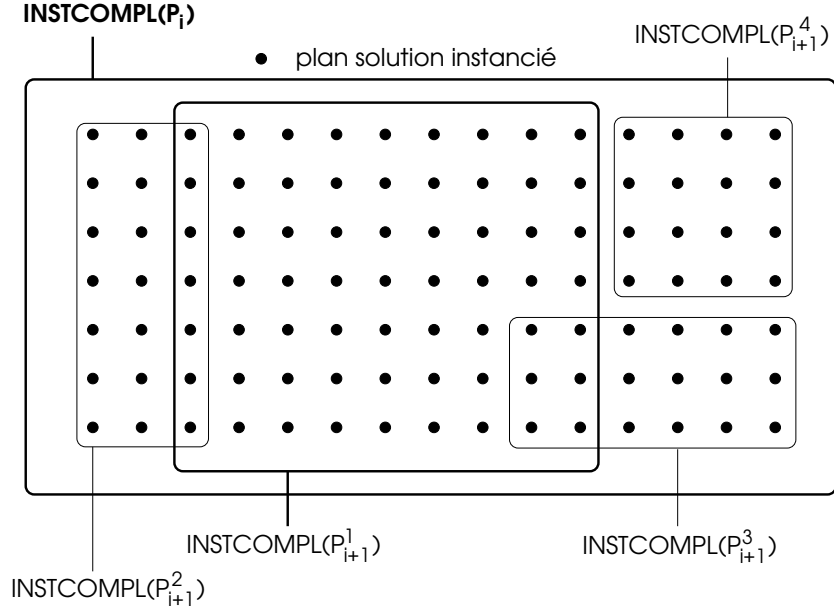 INSTCOMPL(Pi)
INSTCOMPL(P⁴i+1)
● plan solution instancié
INSTCOMPL(P¹i+1)
INSTCOMPL(P³i+1)
INSTCOMPL(P²i+1)